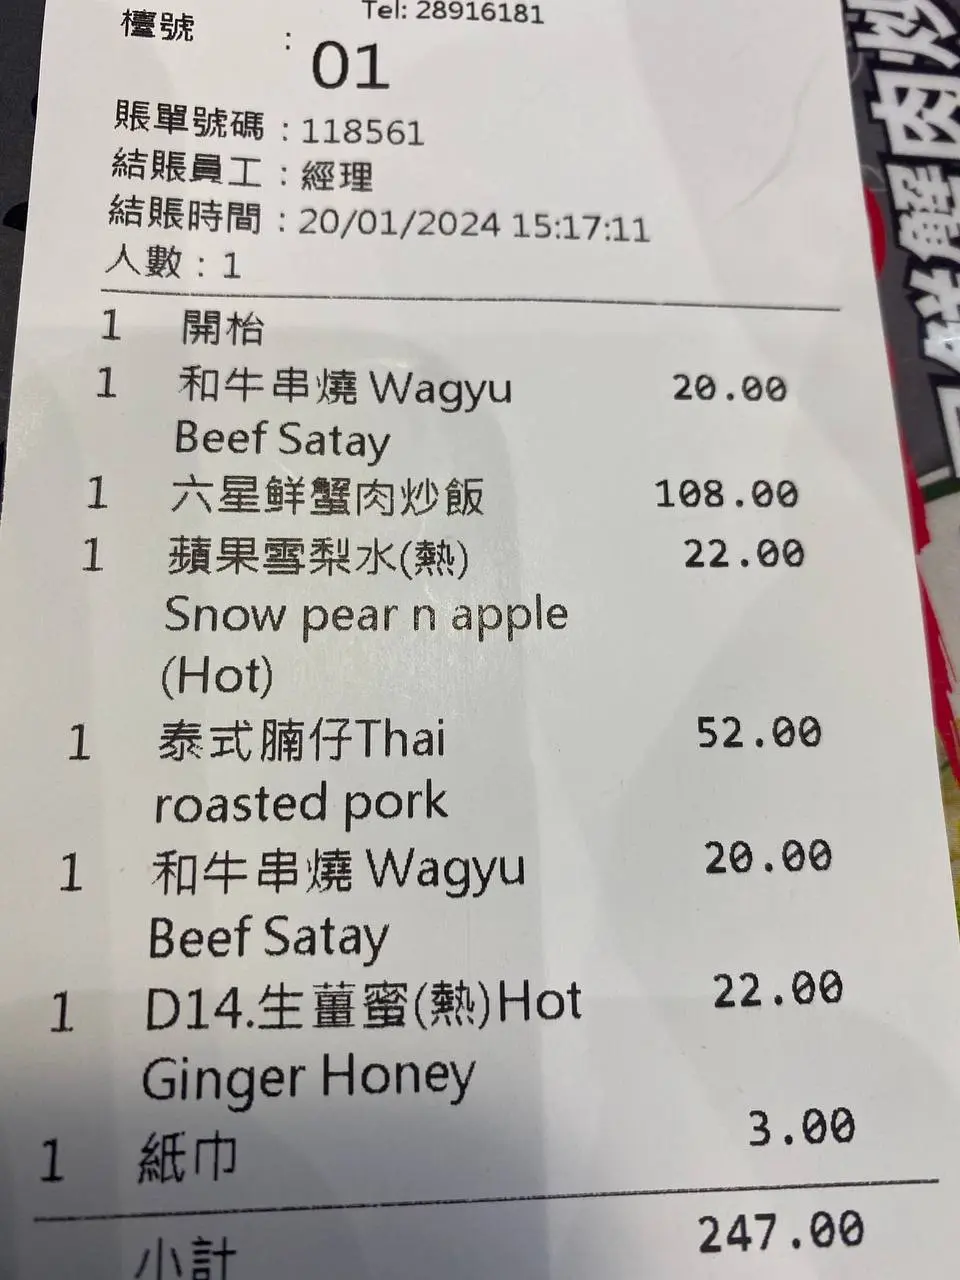 Tel: 28916181
檯號 : 01
賬單號碼 : 118561
結賬員工 : 經理
結賬時間 : 20/01/2024 15:17:11
人數 : 1
1 開枱
1 和牛串燒 Wagyu 20.00
Beef Satay
1 六星鮮蟹肉炒飯 108.00
1 蘋果雪梨水(熱) 22.00
Snow pear n apple
(Hot)
1 泰式腩仔Thai 52.00
roasted pork
1 和牛串燒 Wagyu 20.00
Beef Satay
1 D14.生薑蜜(熱)Hot 22.00
Ginger Honey
1 紙巾 3.00
小計 247.00
鮮蟹肉炒